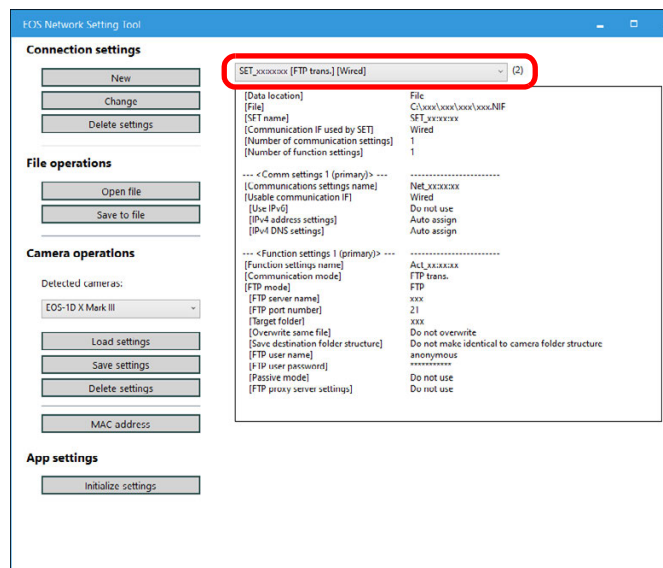 EOS Network Setting Tool
Connection settings
New
Change
Delete settings
File operations
Open file
Save to file
Camera operations
Detected cameras:
EOS-1D X Mark III
Load settings
Save settings
Delete settings
MAC address
App settings
Initialize settings
SET_xx:xx:xx [FTP trans.] [Wired] (2)
[Data location] File
[File] C:\xxx\xxx\xxx\xxx.NIF
[SET name] SET_xx:xx:xx
[Communication IF used by SET] Wired
[Number of communication settings] 1
[Number of function settings] 1
--- <Comm settings 1 (primary)> --- ------------------------
[Communications settings name] Net_xx:xx:xx
[Usable communication IF] Wired
[Use IPv6] Do not use
[IPv4 address settings] Auto assign
[IPv4 DNS settings] Auto assign
--- <Function settings 1 (primary)> --- ------------------------
[Function settings name] Act_xx:xx:xx
[Communication mode] FTP trans.
[FTP mode] FTP
[FTP server name] xxx
[FTP port number] 21
[Target folder] xxx
[Overwrite same file] Do not overwrite
[Save destination folder structure] Do not make identical to camera folder structure
[FTP user name] anonymous
[FTP user password] ***********
[Passive mode] Do not use
[FTP proxy server settings] Do not use